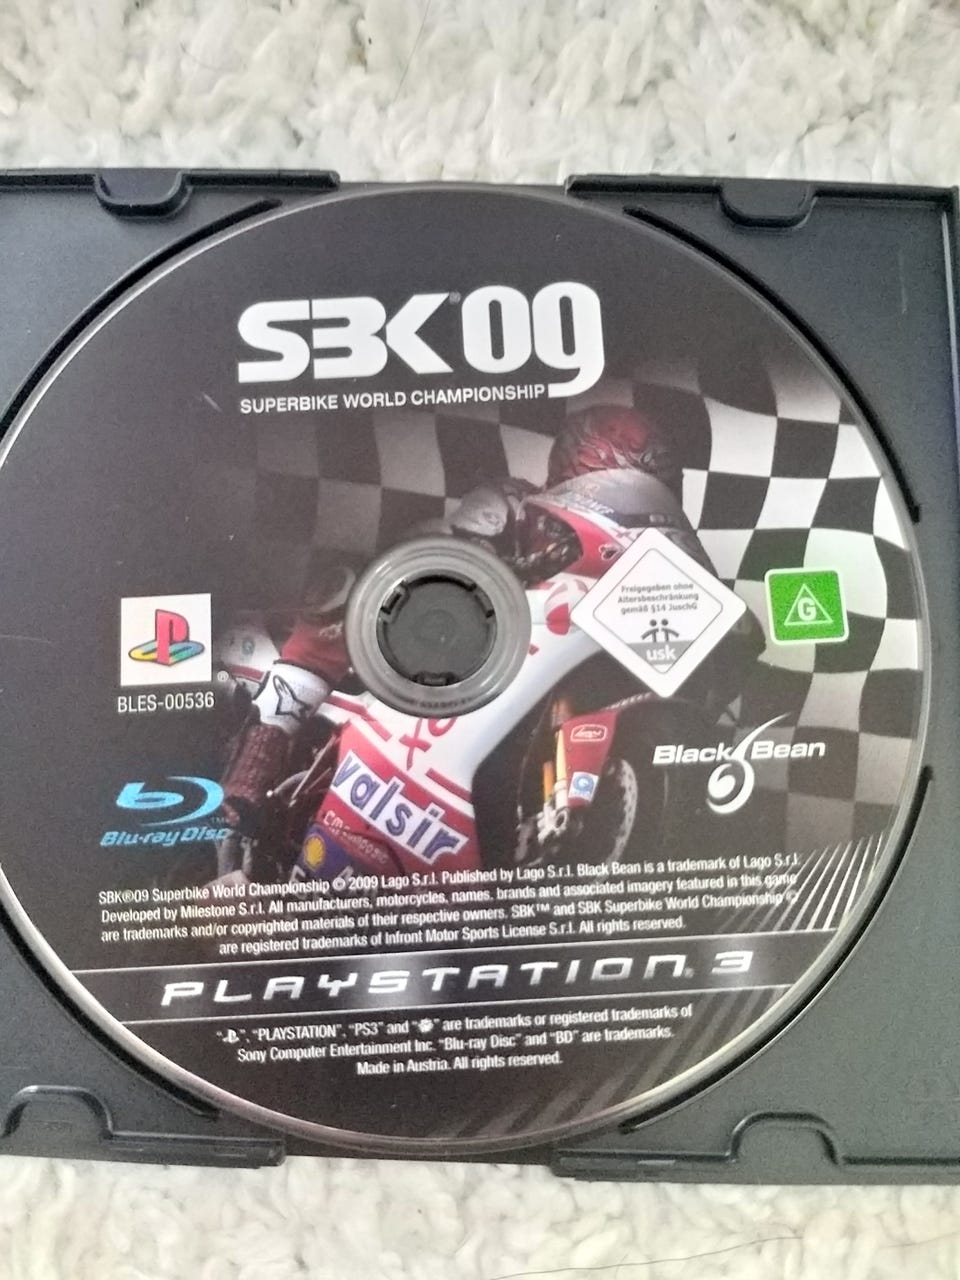 SBK®09
SUPERBIKE WORLD CHAMPIONSHIP
Freigegeben ohne
Altersbeschränkung
gemäß §14 JuschG
usk
G
®
BLES-00536
Black Bean
valsir
Blu-ray Disc™
SBK®09 Superbike World Championship © 2009 Lago S.r.l. Published by Lago S.r.l. Black Bean is a trademark of Lago S.r.l.
Developed by Milestone S.r.l. All manufacturers, motorcycles, names, brands and associated imagery featured in this game
are trademarks and/or copyrighted materials of their respective owners. SBK™ and SBK Superbike World Championship ©
are registered trademarks of Infront Motor Sports License S.r.l. All rights reserved.
PLAYSTATION® 3
"", "PLAYSTATION", "PS3" and "" are trademarks or registered trademarks of
Sony Computer Entertainment Inc. "Blu-ray Disc" and "BD" are trademarks.
Made in Austria. All rights reserved.